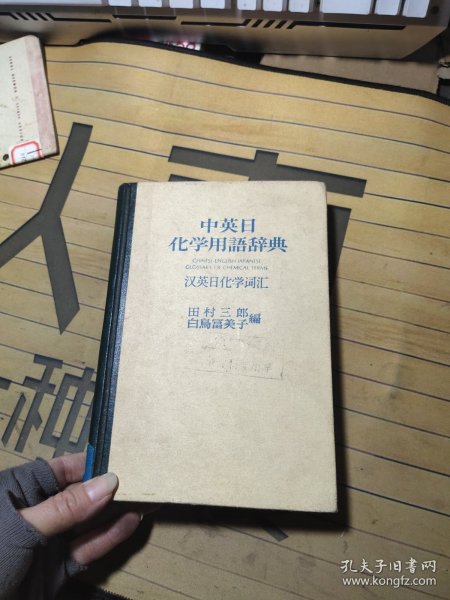 中英日
化学用語辞典
CHINESE-ENGLISH-JAPANESE
GLOSSARY OF CHEMICAL TERMS
汉英日化学词汇
田村三郎
白鳥冨美子 編
孔夫子旧书网
www.kongfz.com